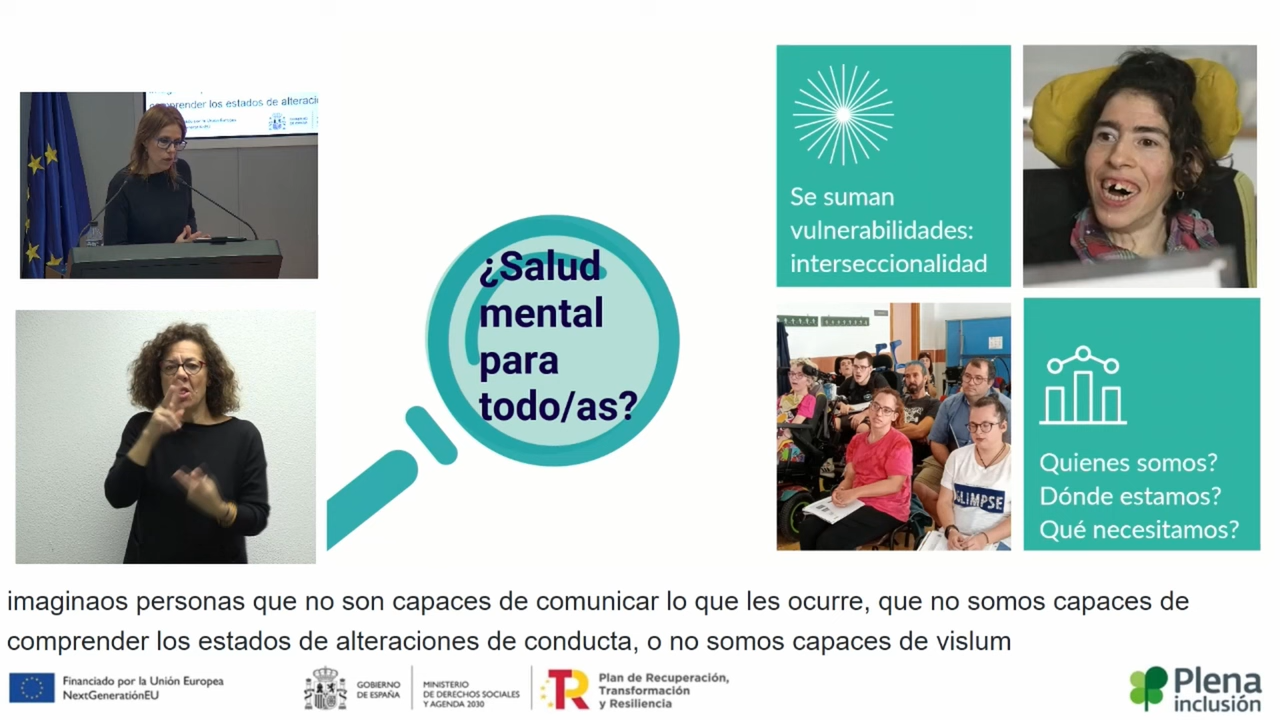 comprender los estados de alteraci
¿Salud
mental
para
todo/as?
Se suman
vulnerabilidades:
interseccionalidad
GLIMPSE
Quienes somos?
Dónde estamos?
Qué necesitamos?
imaginaos personas que no son capaces de comunicar lo que les ocurre, que no somos capaces de
comprender los estados de alteraciones de conducta, o no somos capaces de vislum
Financiado por la Unión Europea
NextGenerationEU
GOBIERNO
DE ESPAÑA
MINISTERIO
DE DERECHOS SOCIALES
Y AGENDA 2030
Plan de Recuperación,
Transformación
y Resiliencia
Plena
inclusión